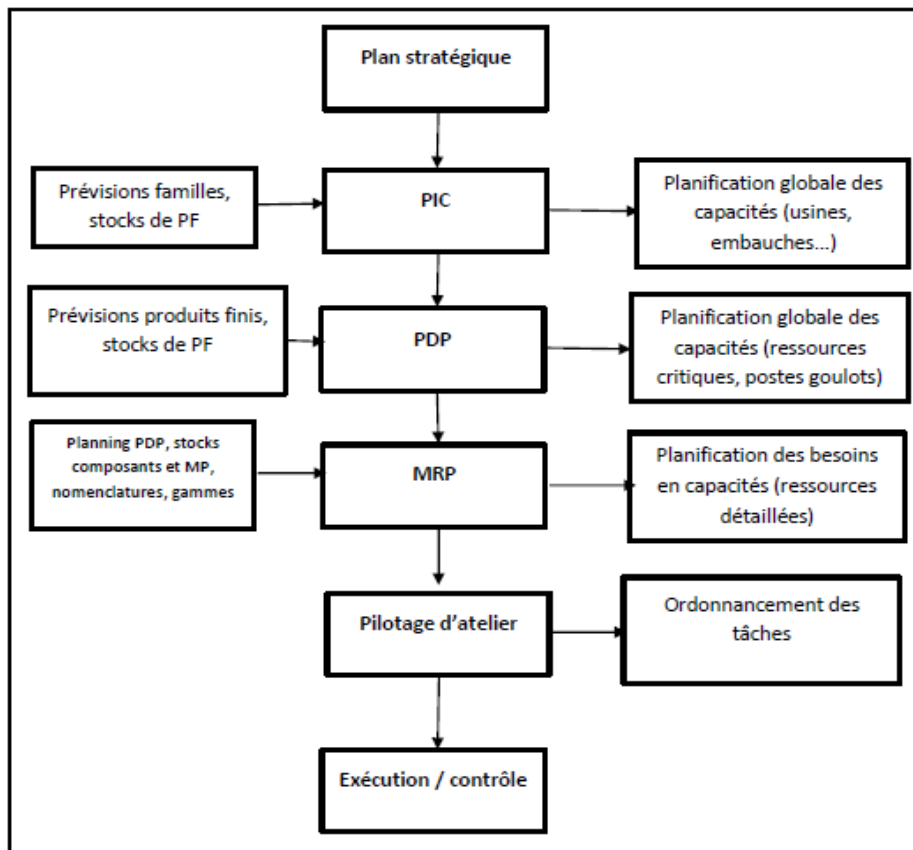 Plan stratégique
Prévisions familles,
stocks de PF
PIC
Planification globale des
capacités (usines,
embauches...)
Prévisions produits finis,
stocks de PF
PDP
Planification globale des
capacités (ressources
critiques, postes goulots)
Planning PDP, stocks
composants et MP,
nomenclatures, gammes
MRP
Planification des besoins
en capacités (ressources
détaillées)
Pilotage d’atelier
Ordonnancement des
tâches
Exécution / contrôle